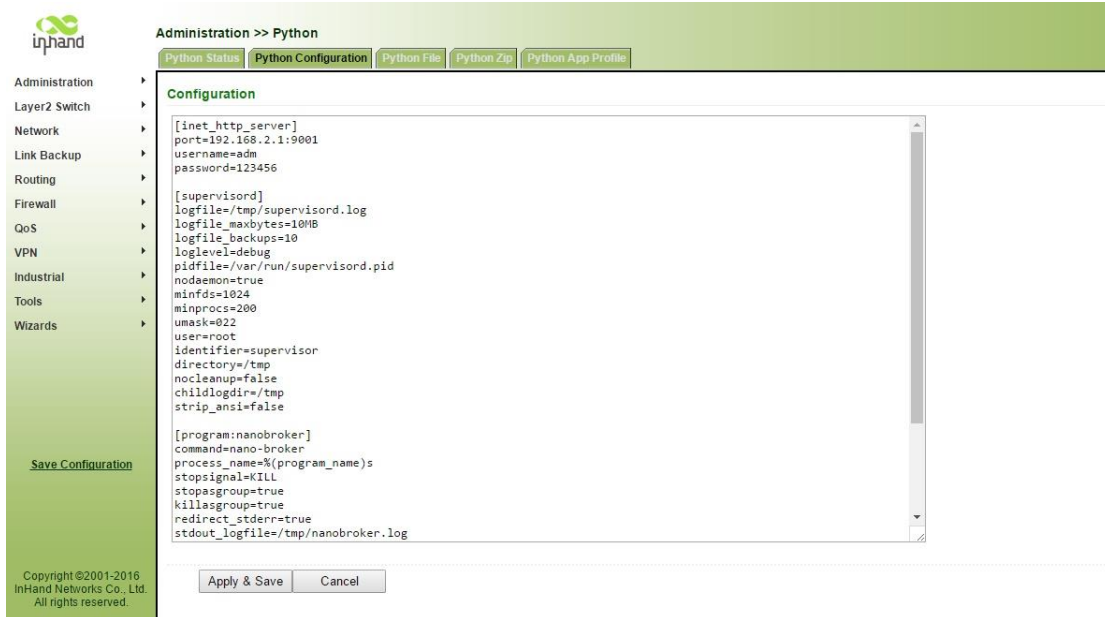 inhand
Administration >> Python
Python Status
Python Configuration
Python File
Python Zip
Python App Profile
Administration
Layer2 Switch
Network
Link Backup
Routing
Firewall
QoS
VPN
Industrial
Tools
Wizards
Save Configuration
Copyright ©2001-2016
InHand Networks Co., Ltd.
All rights reserved.
Configuration
[inet_http_server]
port=192.168.2.1:9001
username=adm
password=123456
[supervisord]
logfile=/tmp/supervisord.log
logfile_maxbytes=10MB
logfile_backups=10
loglevel=debug
pidfile=/var/run/supervisord.pid
nodaemon=true
minfds=1024
minprocs=200
umask=022
user=root
identifier=supervisor
directory=/tmp
nocleanup=false
childlogdir=/tmp
strip_ansi=false
[program:nanobroker]
command=nano-broker
process_name=%(program_name)s
stopsignal=KILL
stopasgroup=true
killasgroup=true
redirect_stderr=true
stdout_logfile=/tmp/nanobroker.log
Apply & Save
Cancel